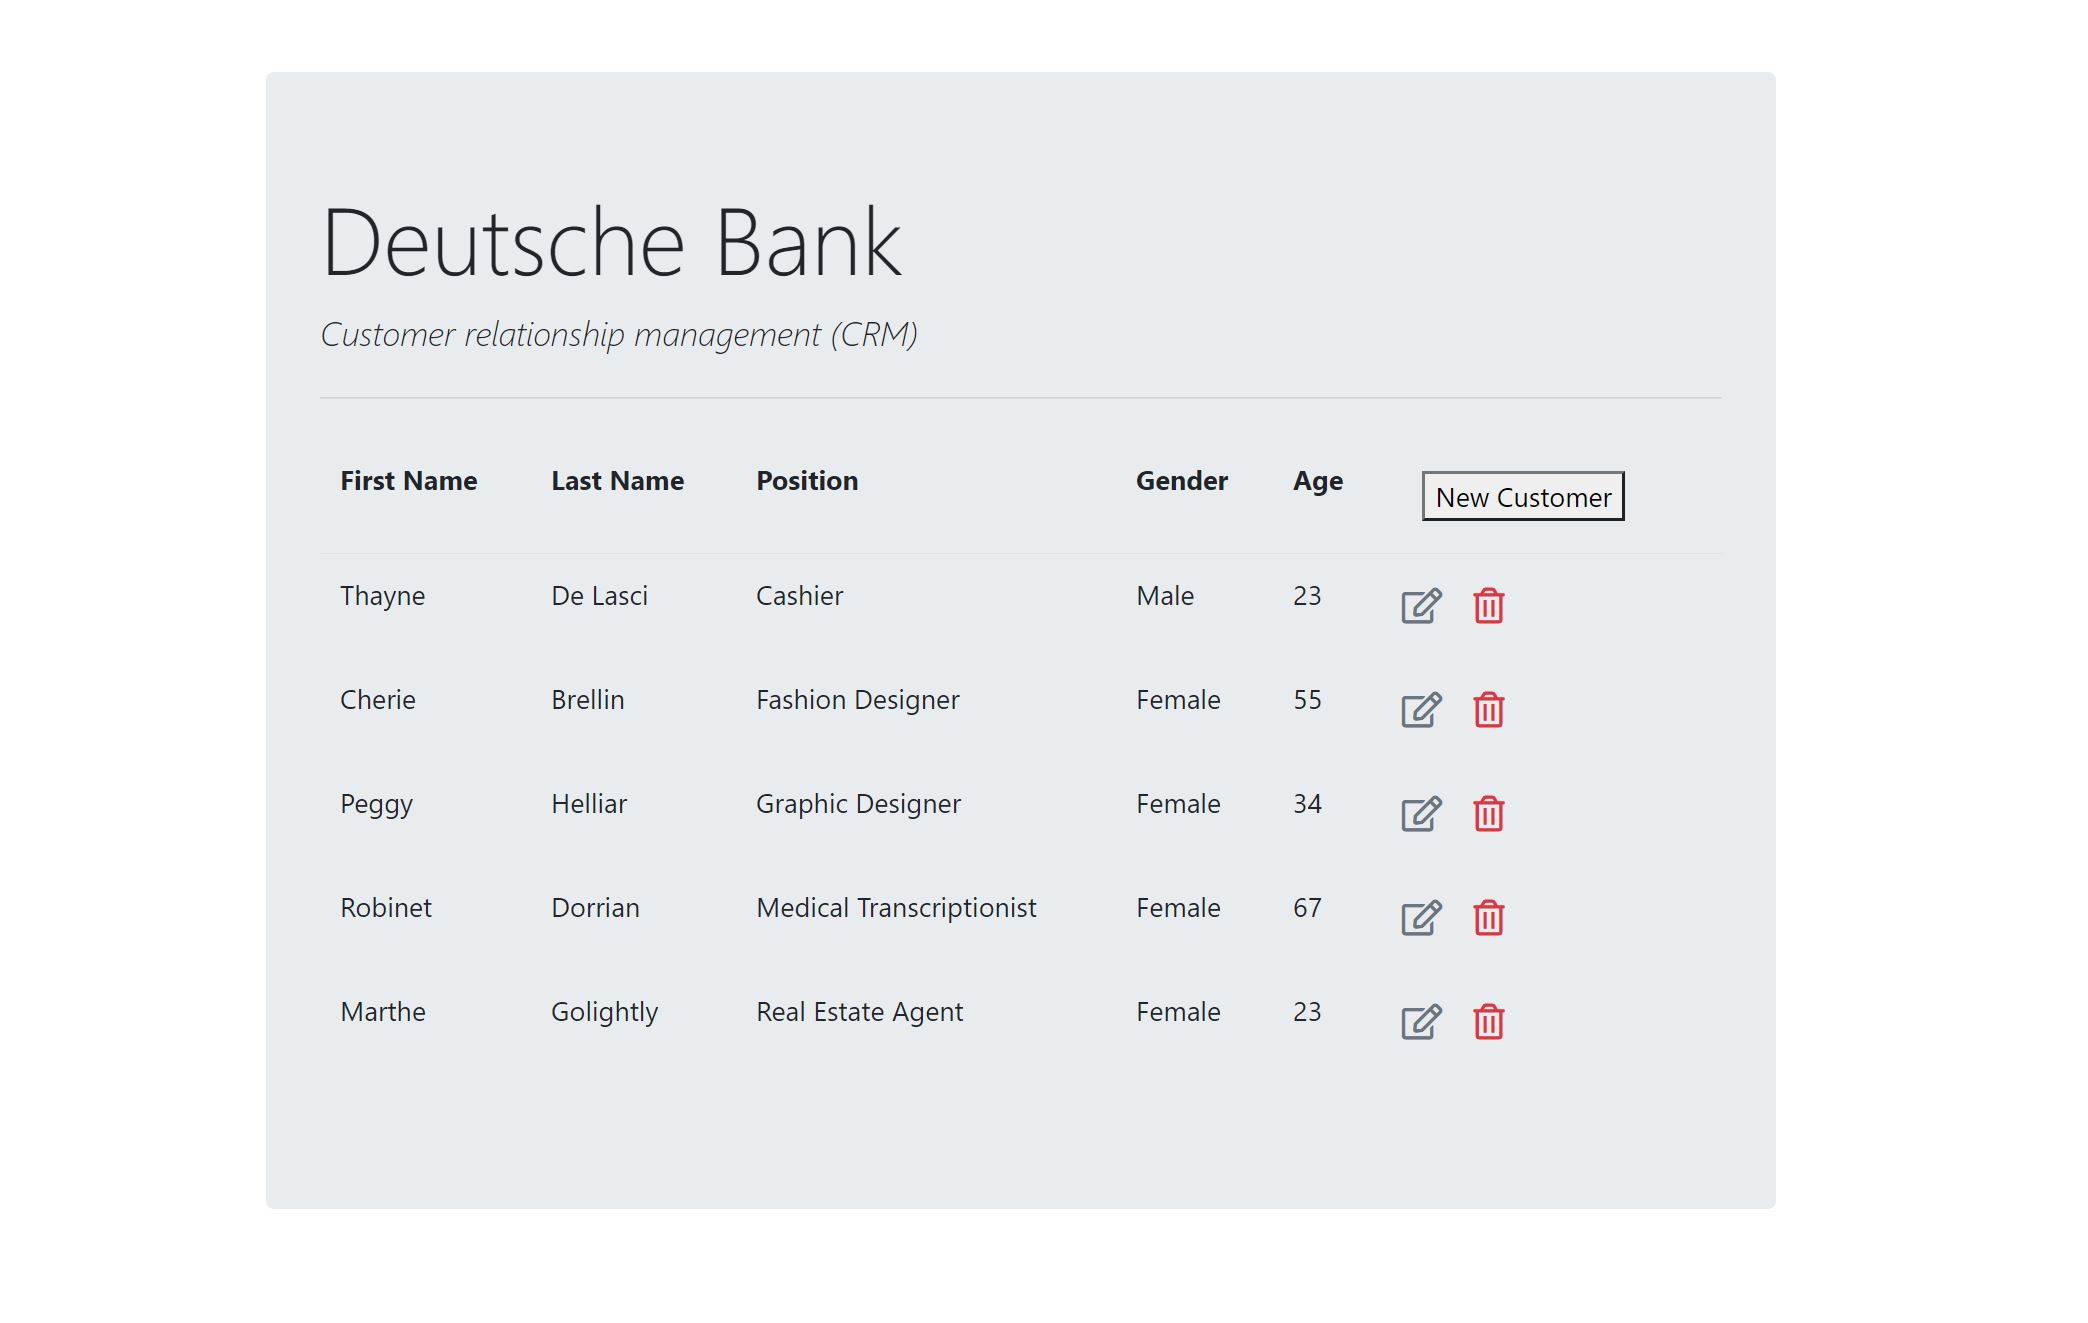 Deutsche Bank
Customer relationship management (CRM)
First Name Last Name Position Gender Age New Customer
Thayne De Lasci Cashier Male 23
Cherie Brellin Fashion Designer Female 55
Peggy Helliar Graphic Designer Female 34
Robinet Dorrian Medical Transcriptionist Female 67
Marthe Golightly Real Estate Agent Female 23